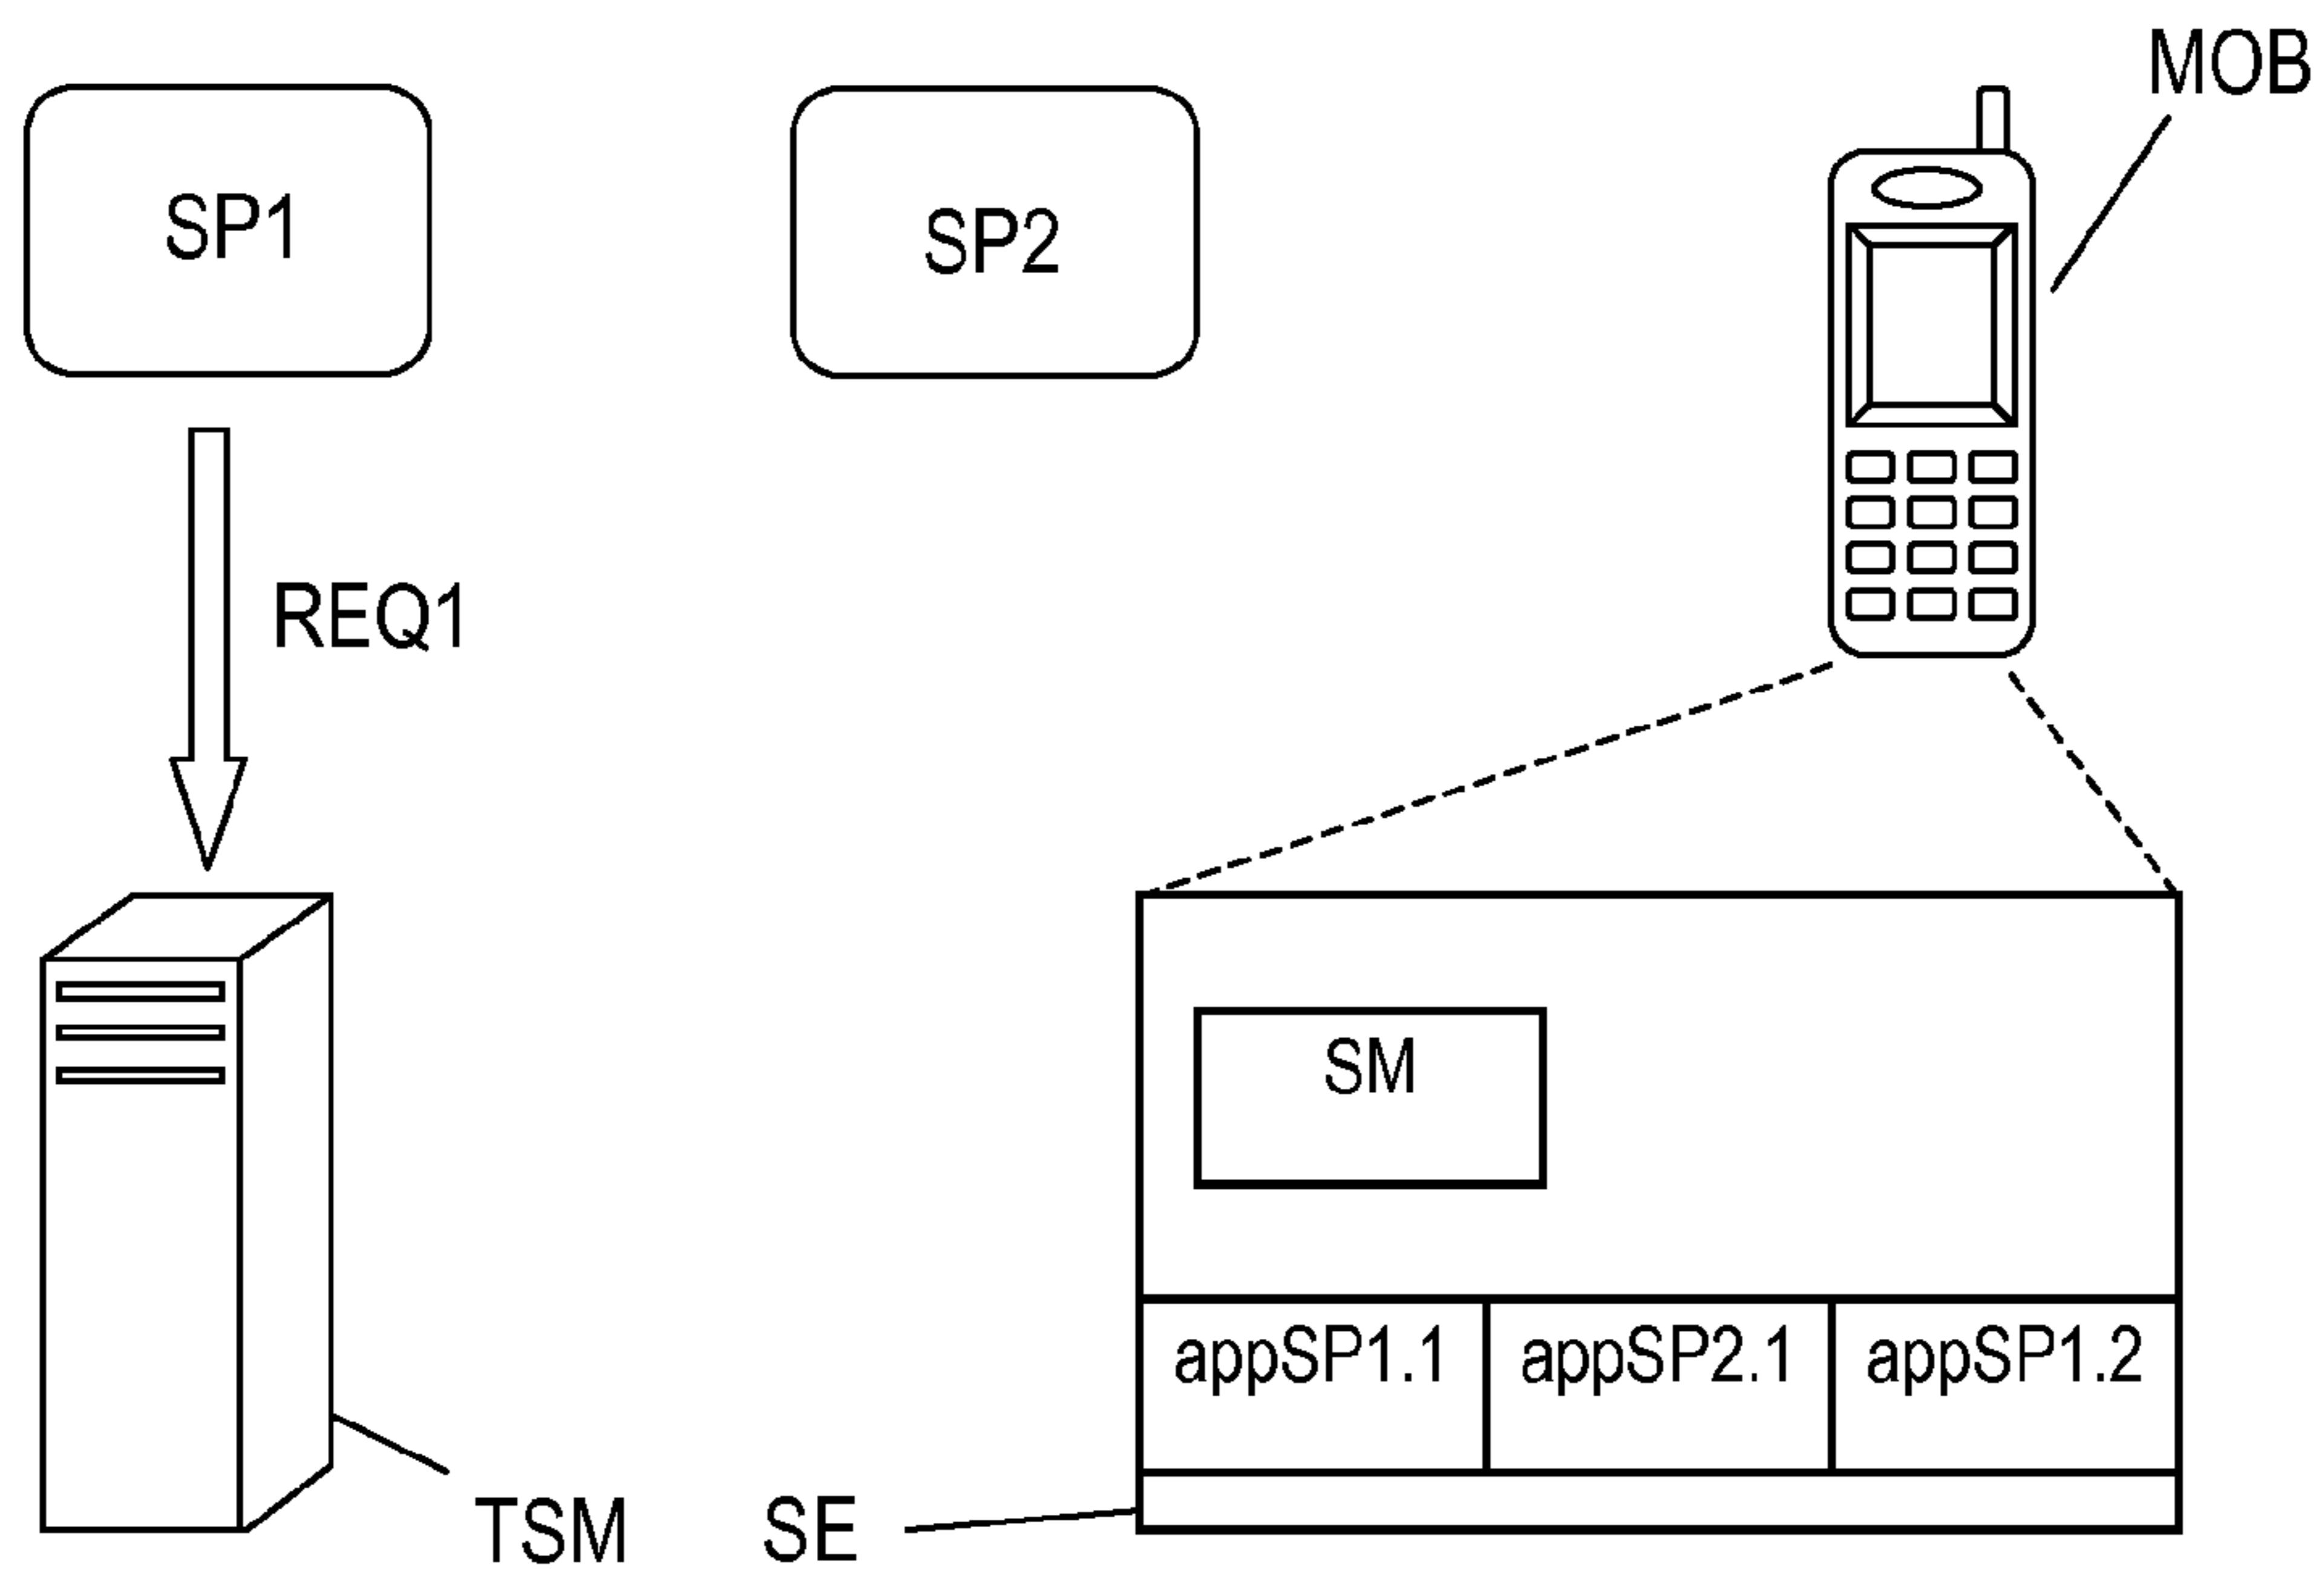 MOB
SP1
SP2
REQ1
SM
appSP1.1
appSP2.1
appSP1.2
TSM
SE